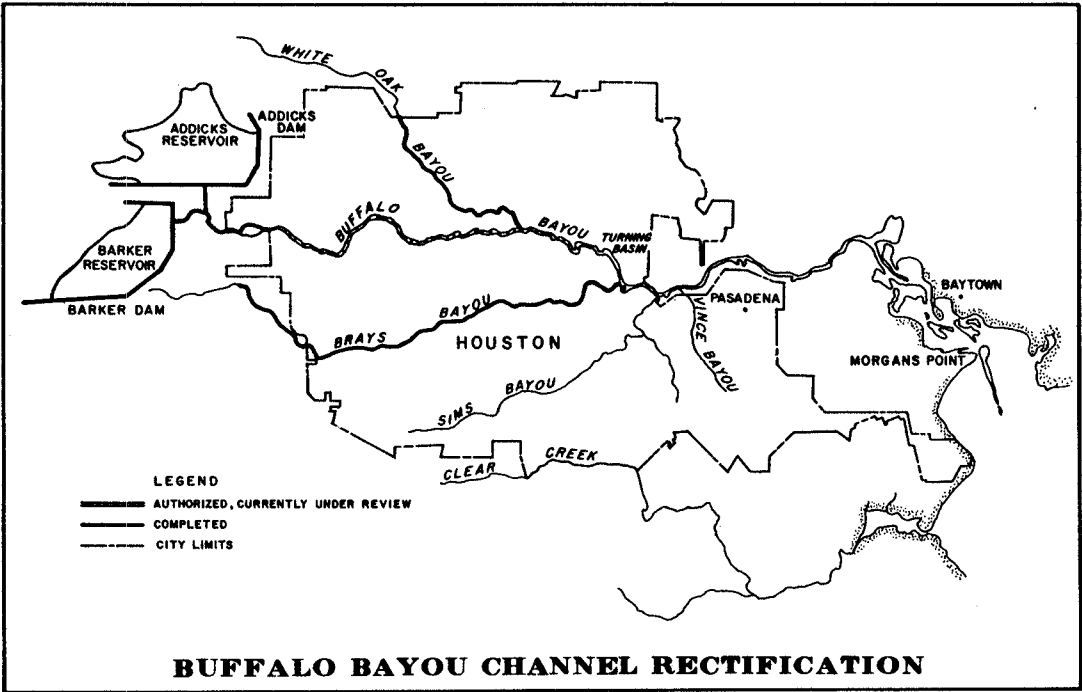 WHITE OAK BAYOU
ADDICKS RESERVOIR
ADDICKS DAM
BUFFALO BAYOU
TURNING BASIN
BARKER RESERVOIR
BARKER DAM
BAYTOWN
PASADENA
BRAYS BAYOU
HOUSTON
VINCE BAYOU
MORGANS POINT
SIMS BAYOU
CLEAR CREEK
LEGEND
AUTHORIZED, CURRENTLY UNDER REVIEW
COMPLETED
CITY LIMITS
BUFFALO BAYOU CHANNEL RECTIFICATION